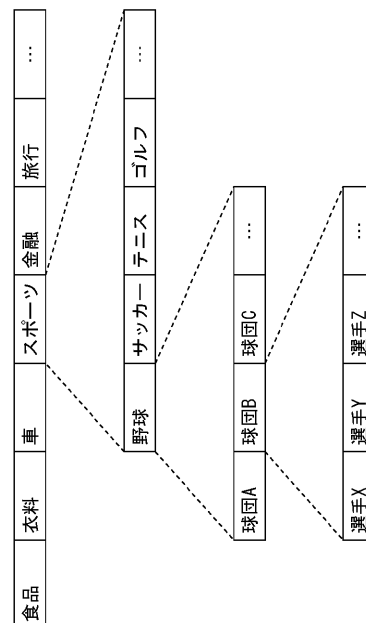 食品 衣料 車 スポーツ 金融 旅行 …
野球 サッカー テニス ゴルフ …
球団A 球団B 球団C …
選手X 選手Y 選手Z …